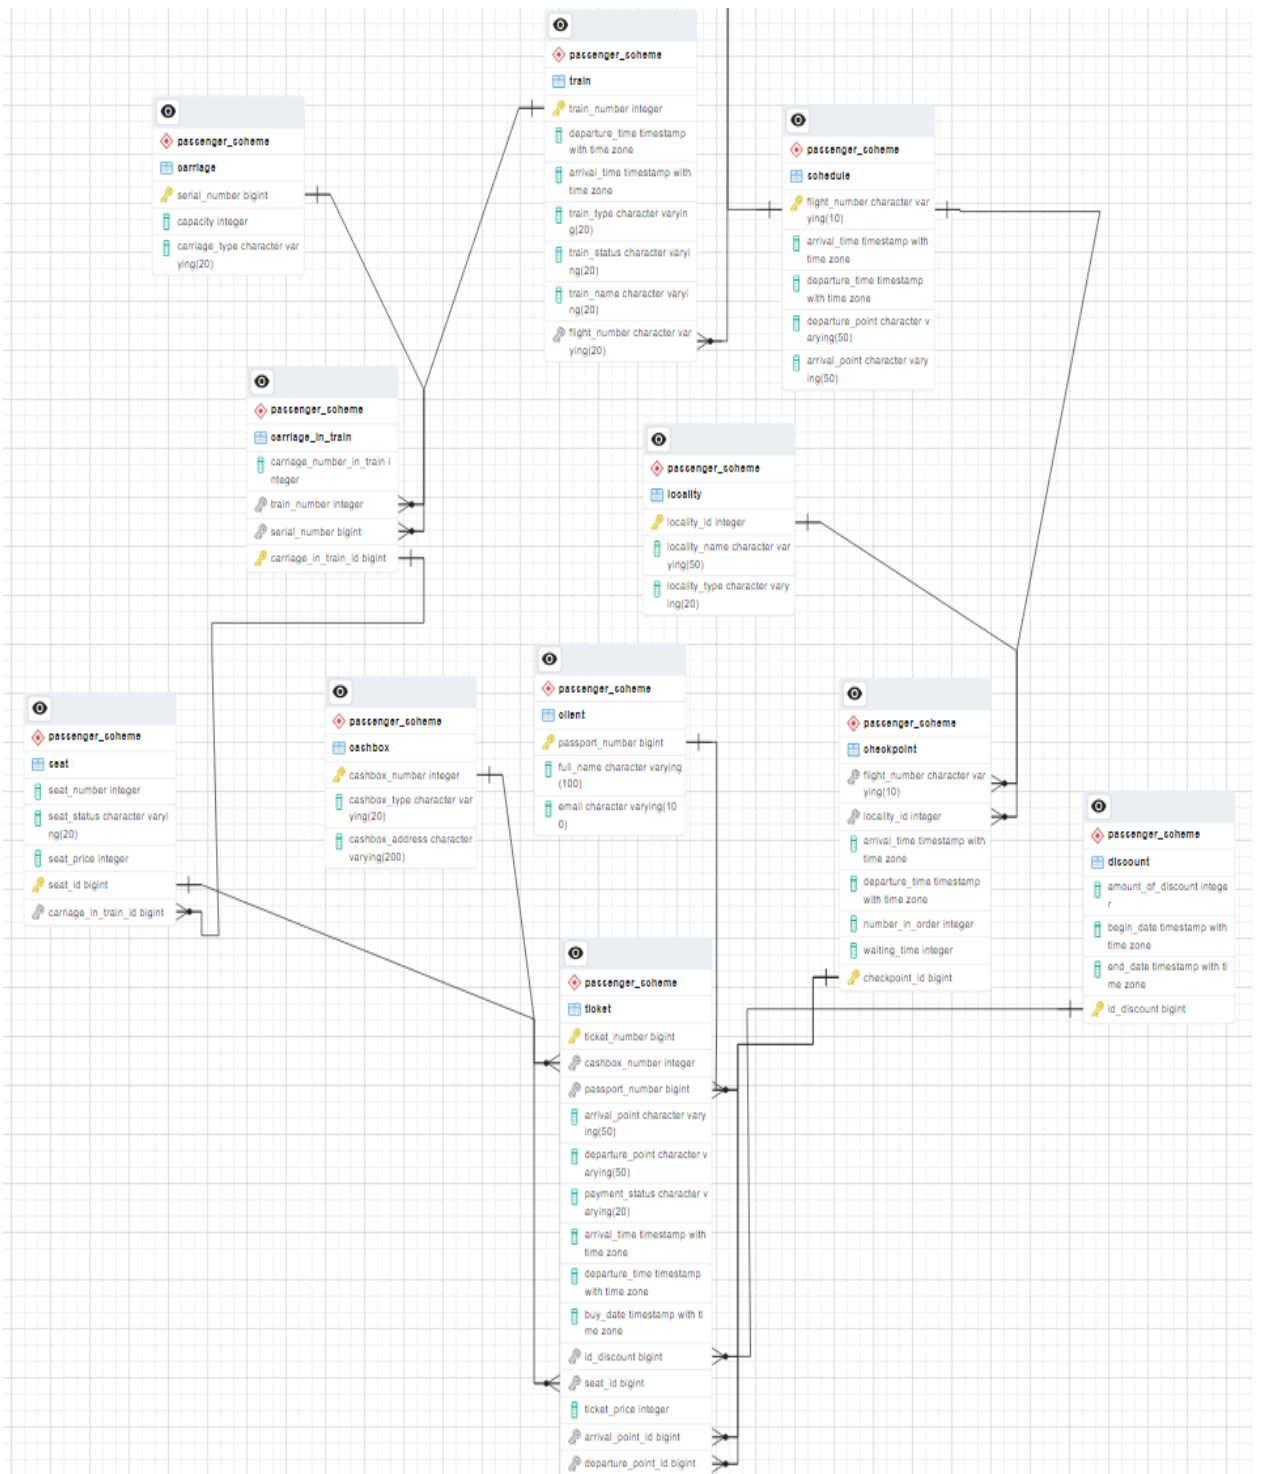 passenger_scheme
train
train_number integer
departure_time timestamp
with time zone
arrival_time timestamp with
time zone
train_type character varyin
g(20)
train_status character varyi
ng(20)
train_name character varyi
ng(20)
flight_number character var
ying(20)
passenger_scheme
carriage
serial_number bigint
capacity integer
carriage_type character var
ying(20)
passenger_scheme
schedule
flight_number character var
ying(10)
arrival_time timestamp with
time zone
departure_time timestamp
with time zone
departure_point character v
arying(50)
arrival_point character vary
ing(50)
passenger_scheme
carriage_in_train
carriage_number_in_train i
nteger
train_number integer
serial_number bigint
carriage_in_train_id bigint
passenger_scheme
locality
locality_id integer
locality_name character var
ying(50)
locality_type character vary
ing(20)
passenger_scheme
seat
seat_number integer
seat_status character varyi
ng(20)
seat_price integer
seat_id bigint
carriage_in_train_id bigint
passenger_scheme
cashbox
cashbox_number integer
cashbox_type character var
ying(20)
cashbox_address character
varying(200)
passenger_scheme
client
passport_number bigint
full_name character varying
(100)
email character varying(10
0)
passenger_scheme
checkpoint
flight_number character var
ying(10)
locality_id integer
arrival_time timestamp with
time zone
departure_time timestamp
with time zone
number_in_order integer
waiting_time integer
checkpoint_id bigint
passenger_scheme
discount
amount_of_discount intege
r
begin_date timestamp with
time zone
end_date timestamp with ti
me zone
id_discount bigint
passenger_scheme
ticket
ticket_number bigint
cashbox_number integer
passport_number bigint
arrival_point character vary
ing(50)
departure_point character v
arying(50)
payment_status character v
arying(20)
arrival_time timestamp with
time zone
departure_time timestamp
with time zone
buy_date timestamp with ti
me zone
id_discount bigint
seat_id bigint
ticket_price integer
arrival_point_id bigint
departure_point_id bigint